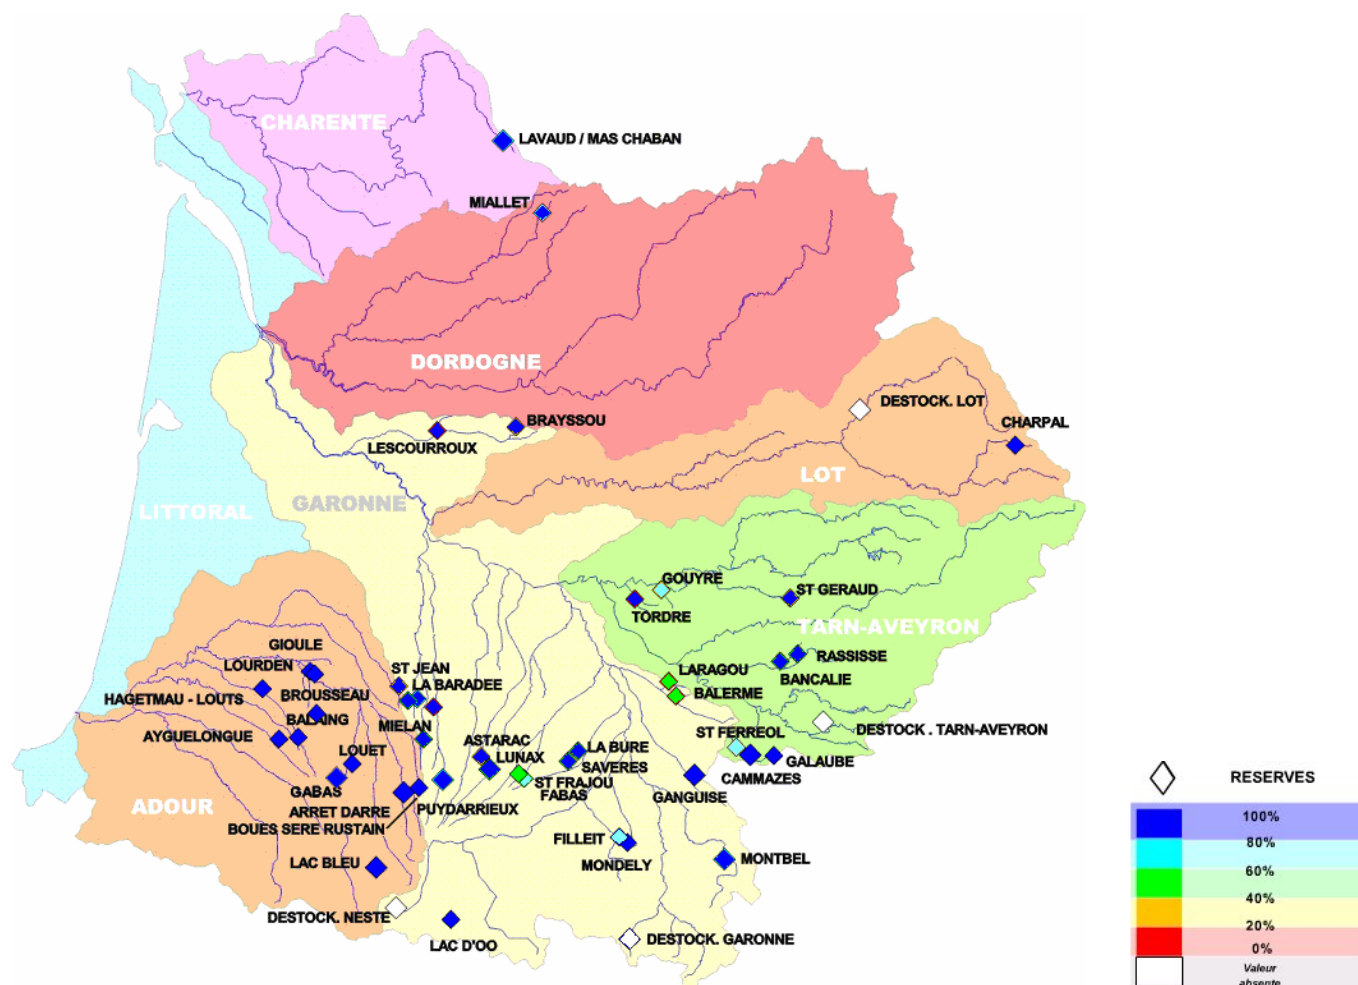 CHARENTE
LAVAUD / MAS CHABAN
MIALLET
DORDOGNE
DESTOCK. LOT
BRAYSSOU
CHARPAL
LESCOURROUX
LOT
GARONNE
LITTORAL
GOUYRE
ST GERAUD
TORDRE
TARN-AVEYRON
GIOULE
RASSISSE
LOURDEN
ST JEAN
LARAGOU
BANCALIE
LA BARADEE
BROUSSEAU
BALERME
HAGETMAU - LOUTS
BALAING
MIELAN
DESTOCK . TARN-AVEYRON
AYGUELONGUE
ST FERREOL
ASTARAC
LA BURE
LOUET
LUNAX
GALAUBE
SAVERES
CAMMAZES
RESERVES
ST FRAJOU
GABAS
FABAS
GANGUISE
ADOUR
ARRET DARRE
PUYDARRIEUX
100%
BOUES SERE RUSTAIN
FILLEIT
80%
LAC BLEU
MONDELY
MONTBEL
60%
40%
DESTOCK. NESTE
20%
DESTOCK. GARONNE
LAC D'OO
0%
Valeur
absente